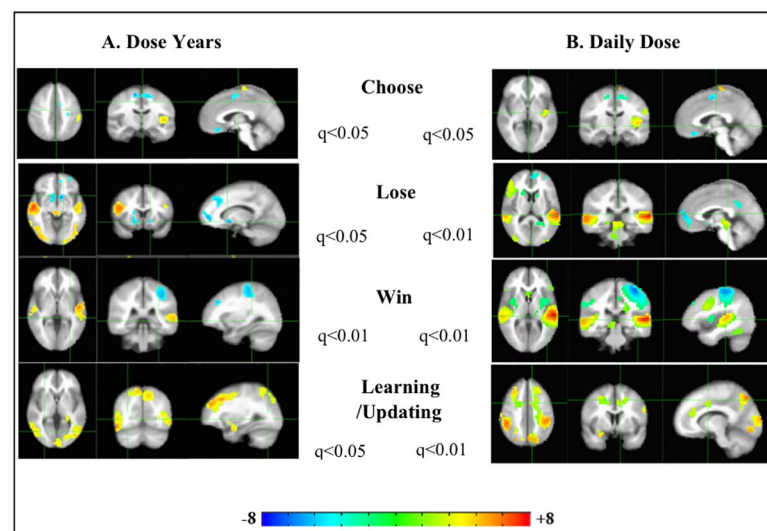 A. Dose Years
B. Daily Dose
Choose
q<0.05 q<0.05
Lose
q<0.05 q<0.01
Win
q<0.01 q<0.01
Learning
/Updating
q<0.05 q<0.01
-8 +8